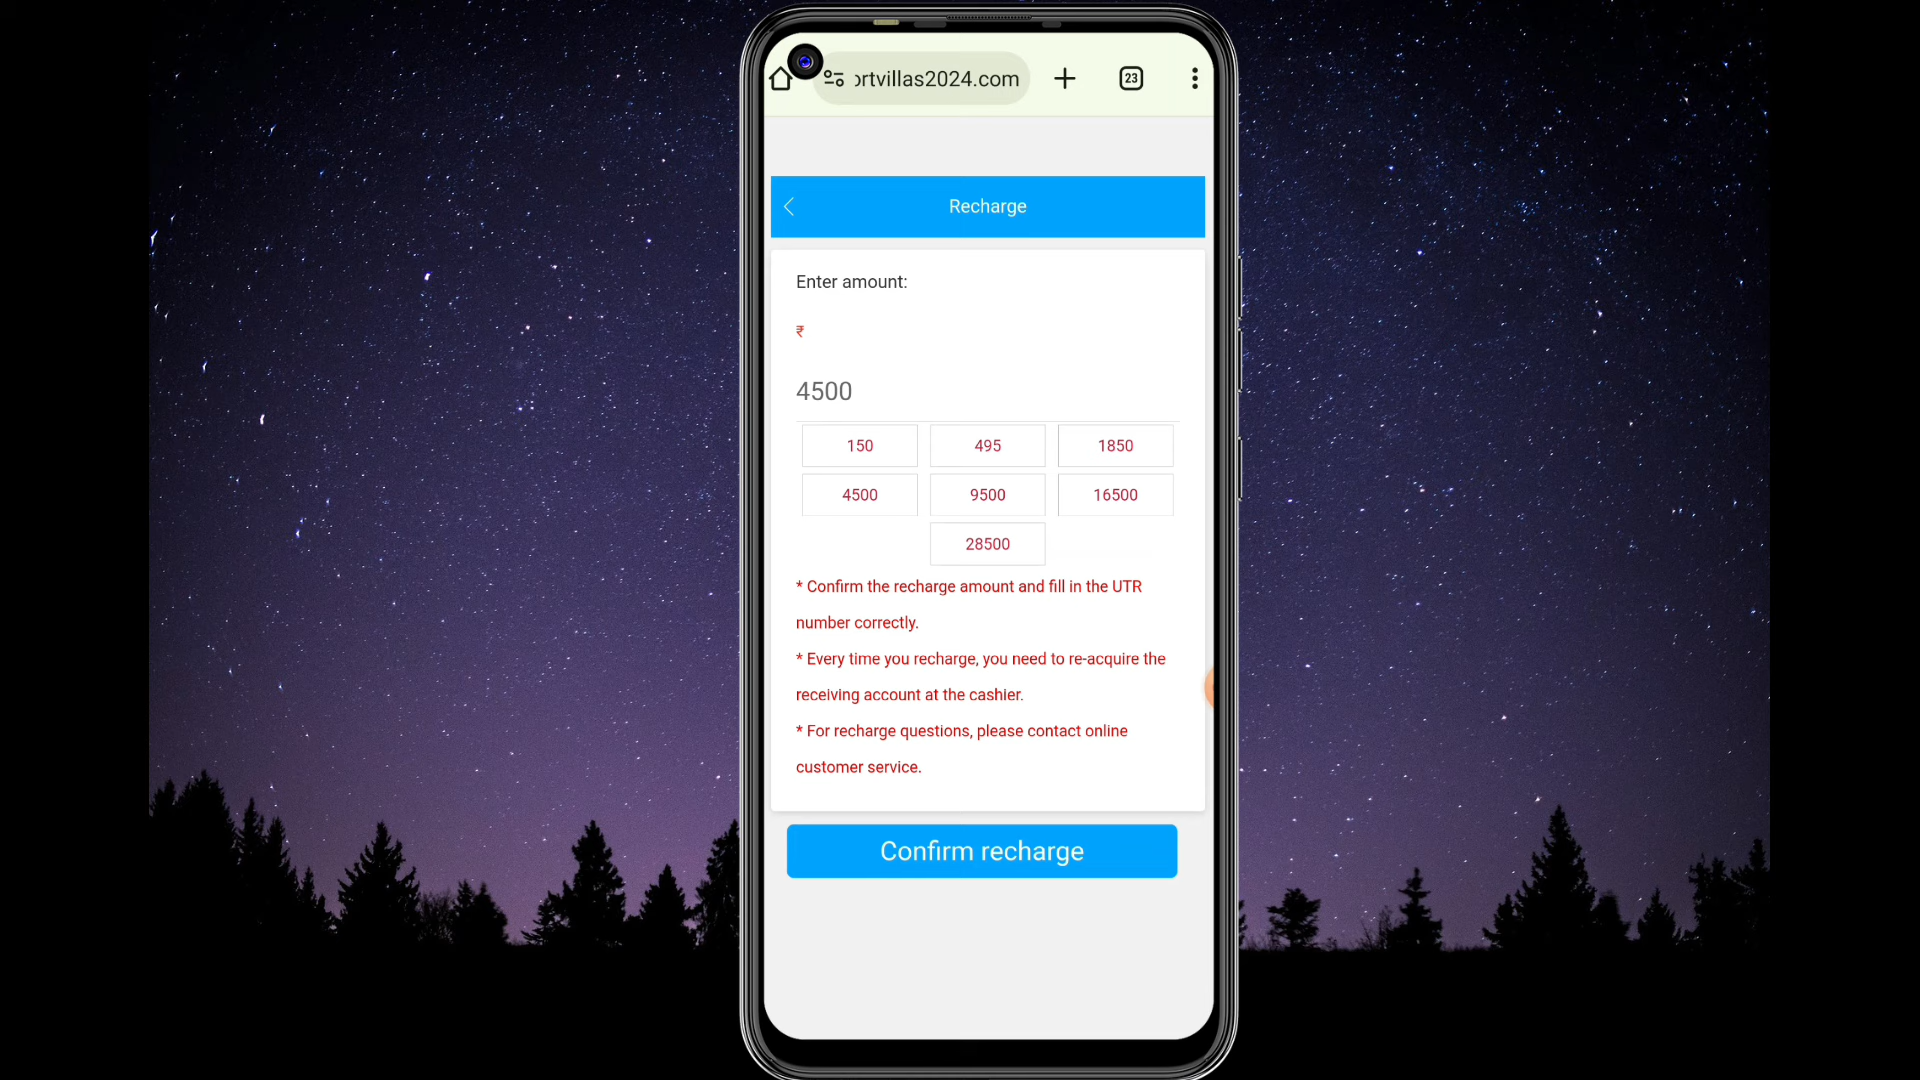 ortvillas2024.com
23
Recharge
Enter amount:
₹
4500
150 495 1850
4500 9500 16500
28500
* Confirm the recharge amount and fill in the UTR
number correctly.
* Every time you recharge, you need to re-acquire the
receiving account at the cashier.
* For recharge questions, please contact online
customer service.
Confirm recharge